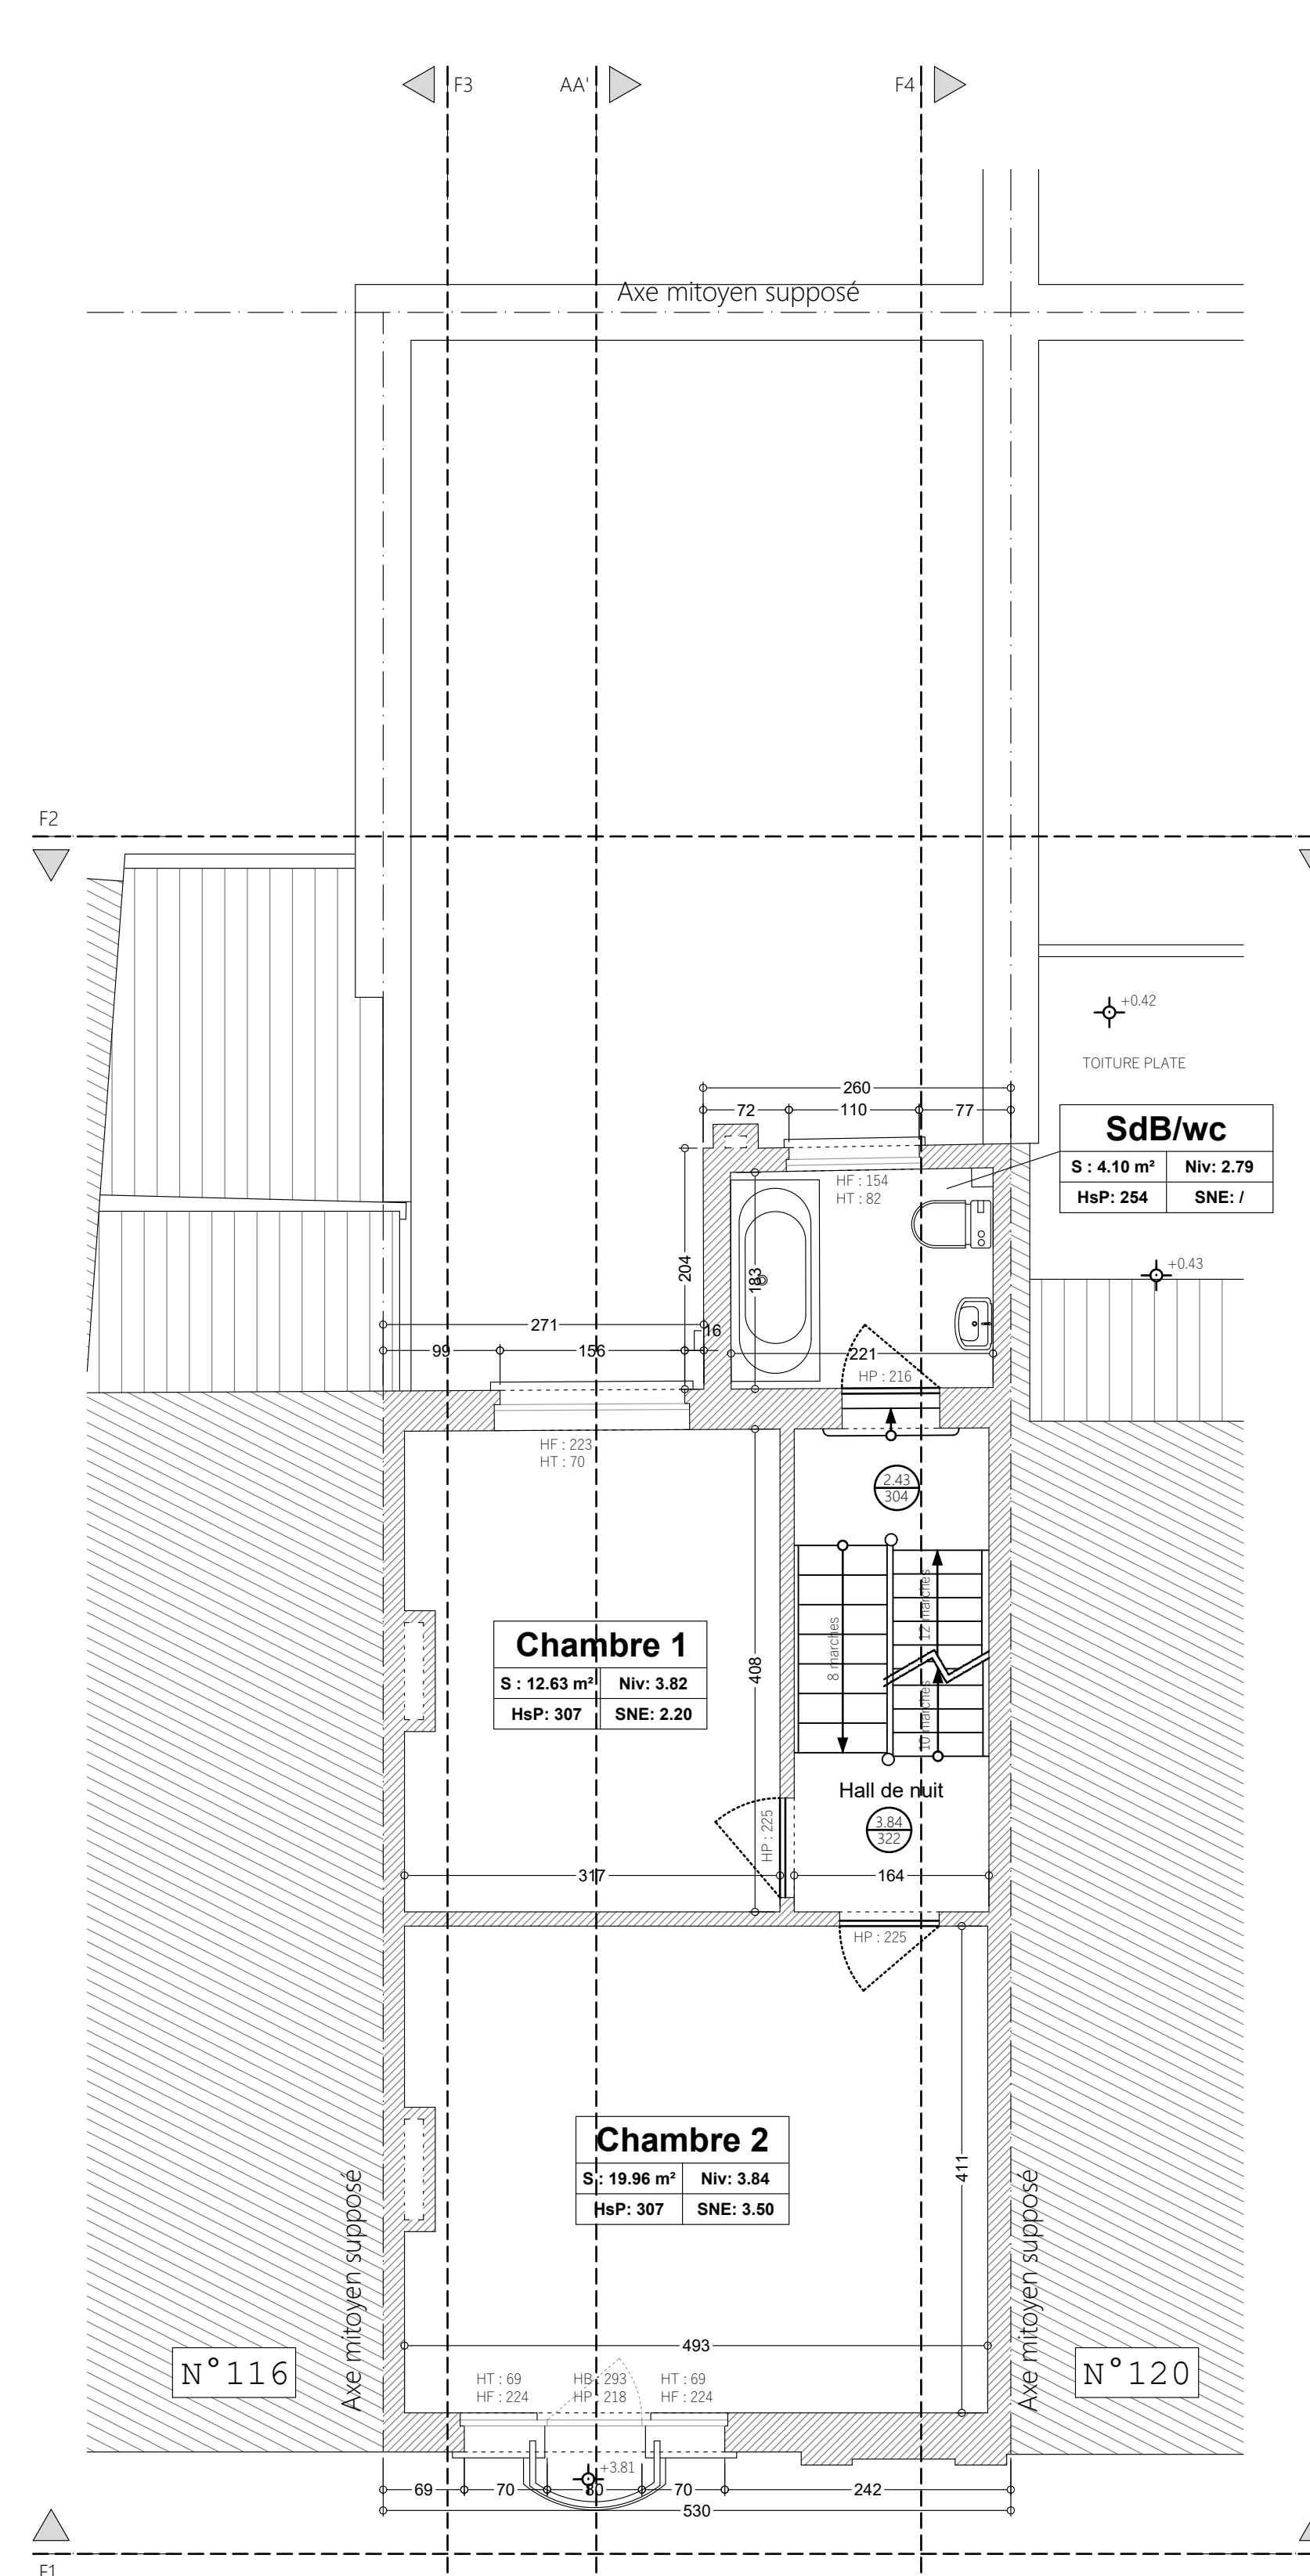 F3
AA'
F4
Axe mitoyen supposé
F2
+0.42
TOITURE PLATE
260
72
110
77
SdB/wc
S : 4.10 m²
Niv: 2.79
HsP: 254
SNE: /
HF : 154
HT : 82
204
183
+0.43
271
16
99
156
221
HP : 216
HF : 223
HT : 70
2.43
304
8 marches
12 marches
10 marches
Chambre 1
S : 12.63 m²
Niv: 3.82
HsP: 307
SNE: 2.20
408
Hall de nuit
3.84
322
HP : 225
317
164
HP : 225
Chambre 2
S : 19.96 m²
Niv: 3.84
HsP: 307
SNE: 3.50
411
Axe mitoyen supposé
Axe mitoyen supposé
493
N°116
N°120
HT : 69
HF : 224
HB : 293
HP : 218
HT : 69
HF : 224
+3.81
69
70
80
70
242
530
F1